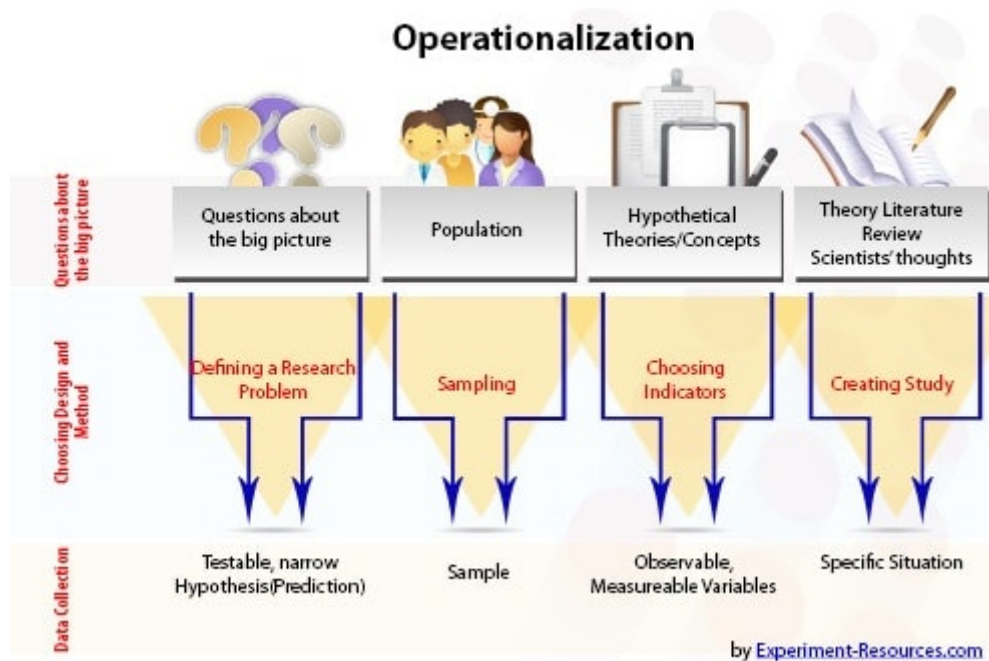 Operationalization
Questions about
the big picture
Questions about
the big picture
Population
Hypothetical
Theories/Concepts
Theory Literature
Review
Scientists' thoughts
Choosing Design and
Method
Defining a Research
Problem
Sampling
Choosing
Indicators
Creating Study
Data Collection
Testable, narrow
Hypothesis(Prediction)
Sample
Observable,
Measureable Variables
Specific Situation
by Experiment-Resources.com